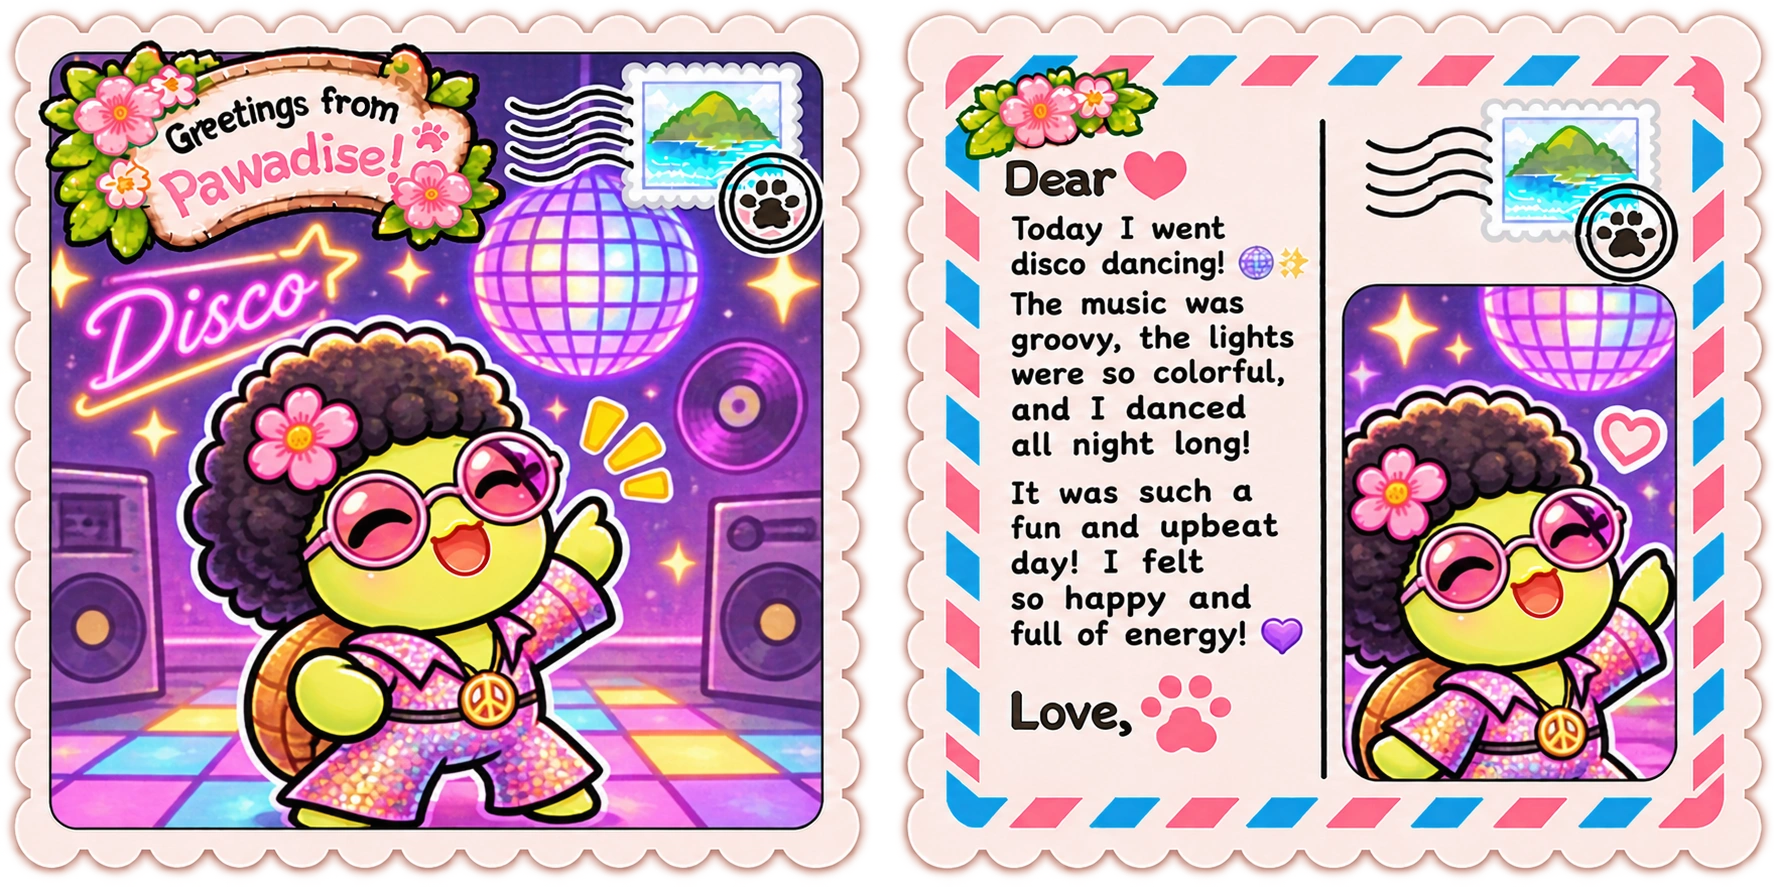 Greetings from
Pawadise!
Disco
Dear
Today I went
disco dancing!
The music was
groovy, the lights
were so colorful,
and I danced
all night long!
It was such a
fun and upbeat
day! I felt
so happy and
full of energy!
Love,